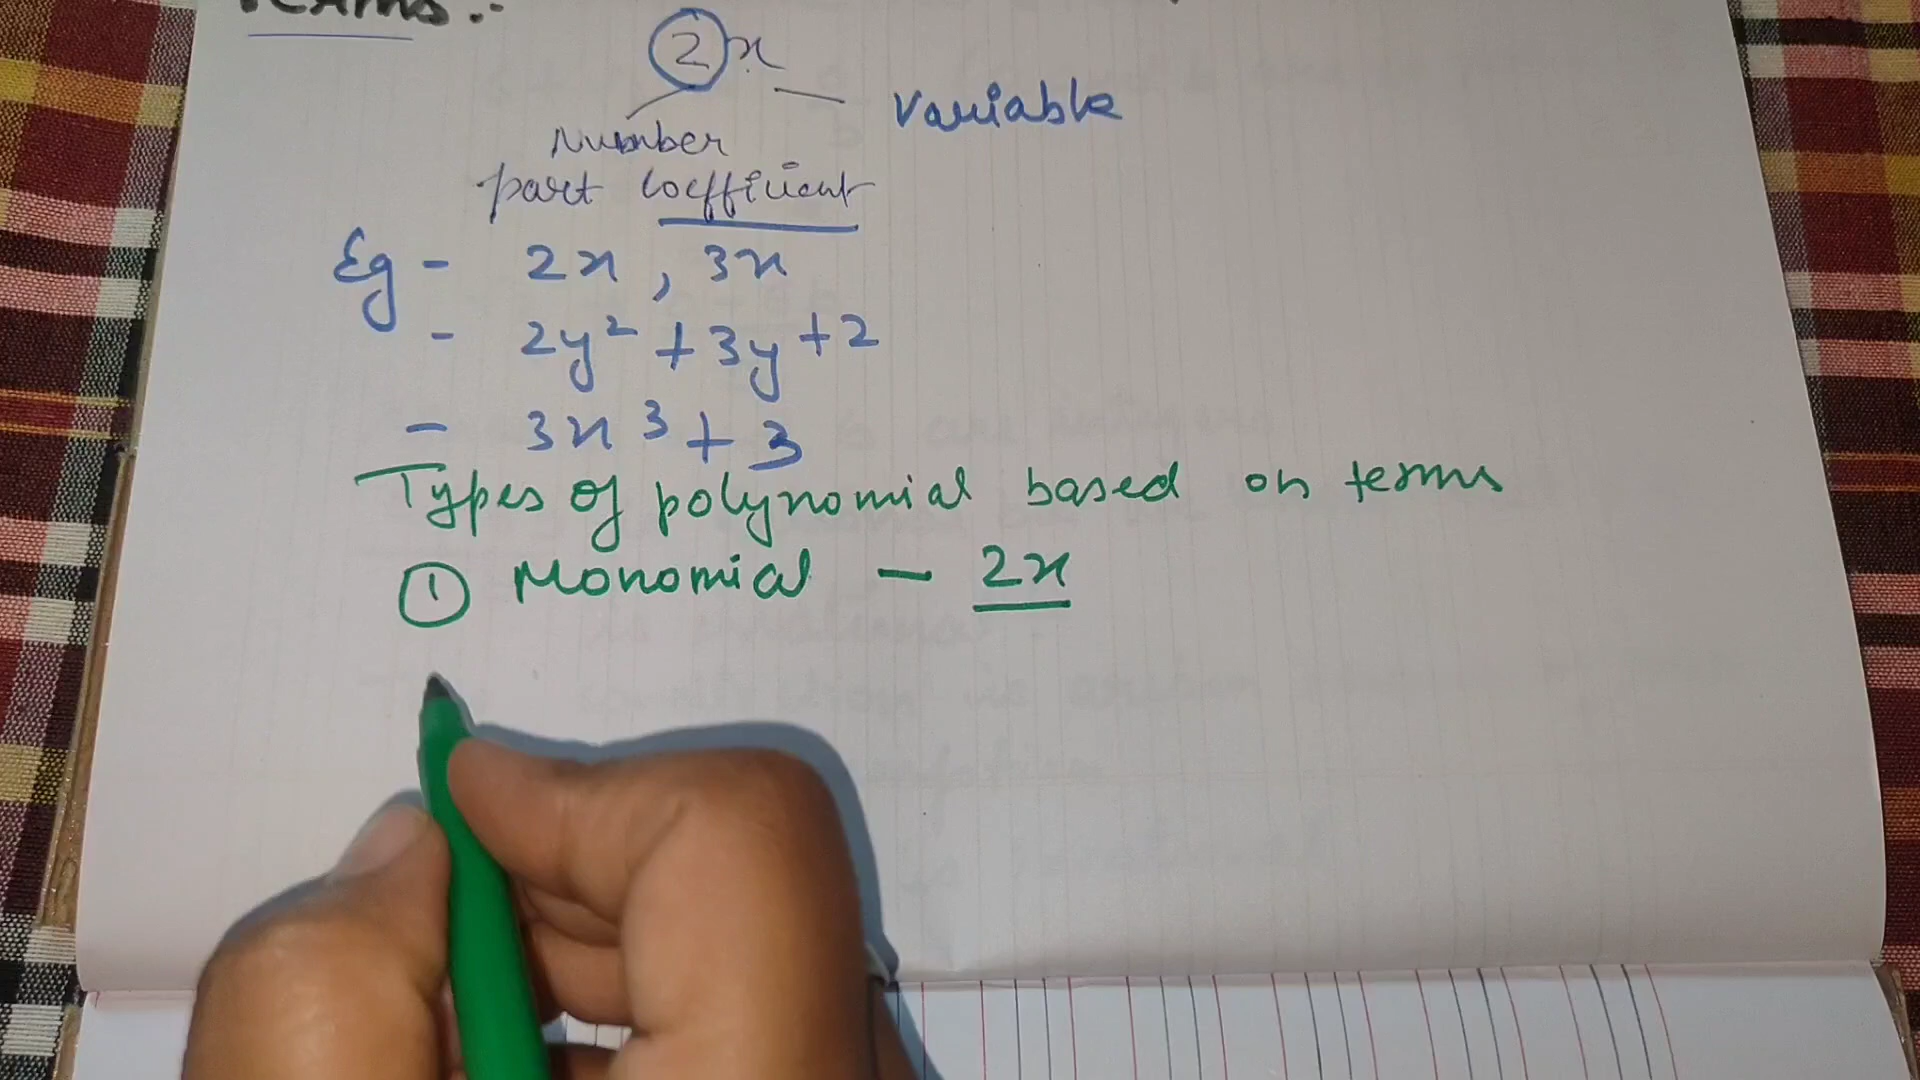 Terms :-
2x
Variable
Number
part coefficient
Eg - 2x , 3x
- 2y² + 3y + 2
- 3x³ + 3
Types of polynomial based on terms
① Monomial - 2x